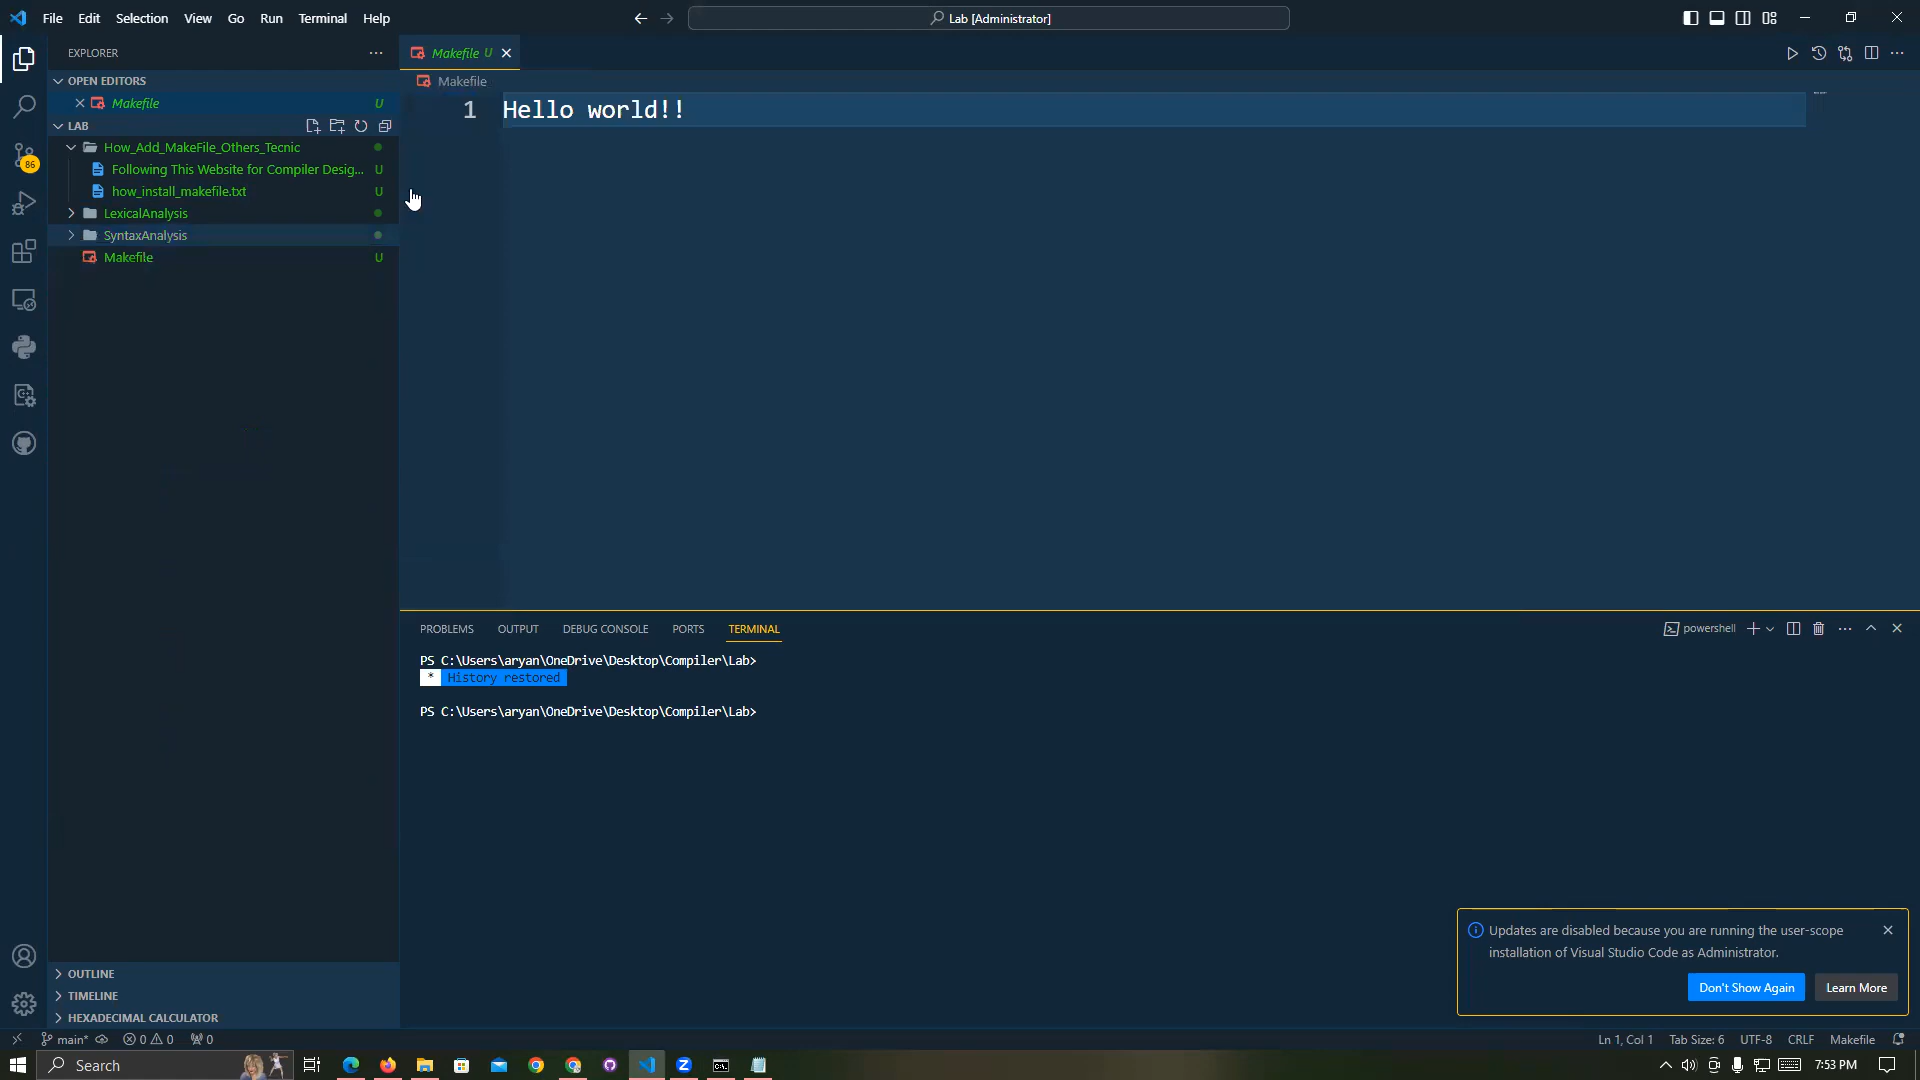 File Edit Selection View Go Run Terminal Help
Lab [Administrator]
EXPLORER
Makefile U
OPEN EDITORS
Makefile
Makefile U
Hello world!!
1
LAB
How_Add_MakeFile_Others_Tecnic
Following This Website for Compiler Desig... U
how_install_makefile.txt U
LexicalAnalysis
SyntaxAnalysis
Makefile U
86
PROBLEMS OUTPUT DEBUG CONSOLE PORTS TERMINAL
powershell
PS C:\Users\aryan\OneDrive\Desktop\Compiler\Lab>
* History restored
PS C:\Users\aryan\OneDrive\Desktop\Compiler\Lab>
Updates are disabled because you are running the user-scope
installation of Visual Studio Code as Administrator.
Don't Show Again Learn More
OUTLINE
TIMELINE
HEXADECIMAL CALCULATOR
main* 0 0 0
Ln 1, Col 1 Tab Size: 6 UTF-8 CRLF Makefile
Search
7:53 PM